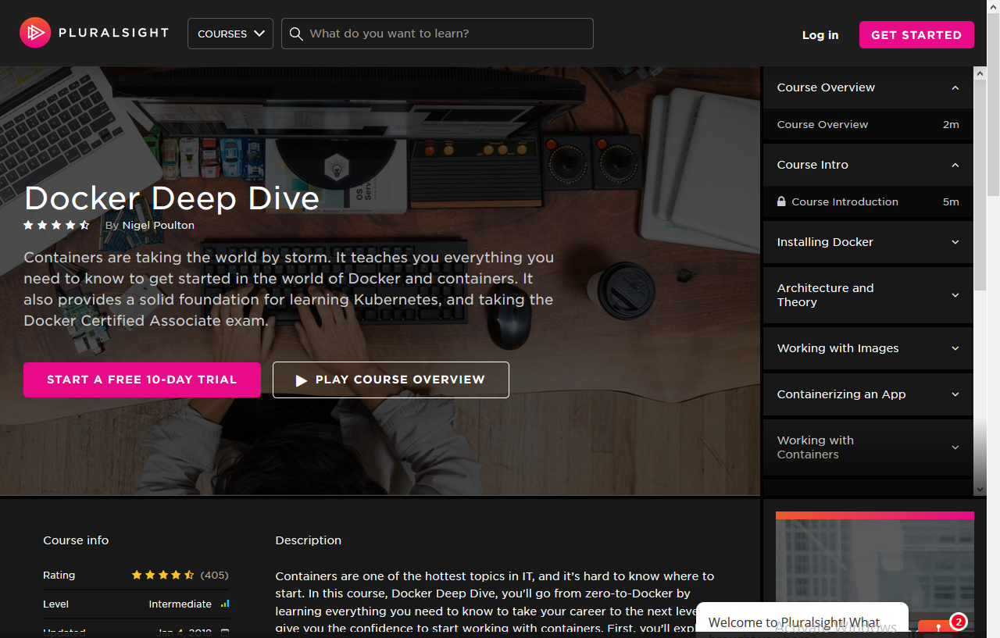 PLURALSIGHT
COURSES
What do you want to learn?
Log in
GET STARTED
Docker Deep Dive
By Nigel Poulton
Containers are taking the world by storm. It teaches you everything you
need to know to get started in the world of Docker and containers. It
also provides a solid foundation for learning Kubernetes, and taking the
Docker Certified Associate exam.
START A FREE 10-DAY TRIAL
PLAY COURSE OVERVIEW
Course Overview
Course Overview 2m
Course Intro
Course Introduction 5m
Installing Docker
Architecture and
Theory
Working with Images
Containerizing an App
Working with
Containers
Course info
Rating (405)
Level Intermediate
Updated Jan 4, 2018
Description
Containers are one of the hottest topics in IT, and it's hard to know where to
start. In this course, Docker Deep Dive, you'll go from zero-to-Docker by
learning everything you need to know to take your career to the next leve
give you the confidence to start working with containers. First, you'll expl
Welcome to Pluralsight! What
Activate Windows
2